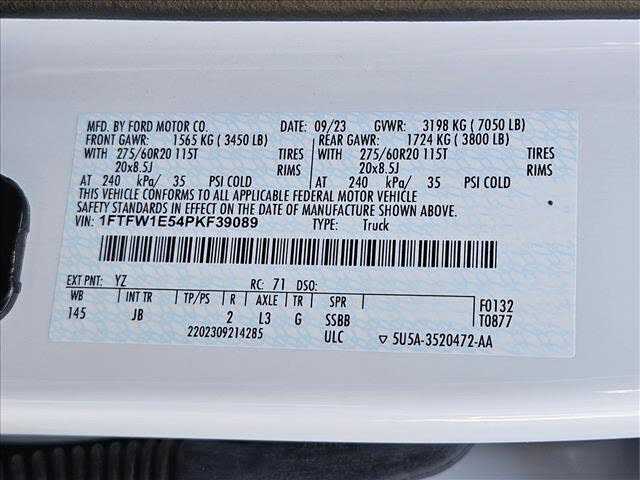 MFD. BY FORD MOTOR CO. DATE: 09/23 GVWR: 3198 KG ( 7050 LB)
FRONT GAWR: 1565 KG ( 3450 LB) REAR GAWR: 1724 KG ( 3800 LB)
WITH 275/60R20 115T TIRES WITH 275/60R20 115T TIRES
20x8.5J RIMS 20x8.5J RIMS
AT 240 kPa/ 35 PSI COLD AT 240 kPa/ 35 PSI COLD
THIS VEHICLE CONFORMS TO ALL APPLICABLE FEDERAL MOTOR VEHICLE
SAFETY STANDARDS IN EFFECT ON THE DATE OF MANUFACTURE SHOWN ABOVE.
VIN: 1FTFW1E54PKF39089 TYPE: Truck
EXT PNT: YZ RC: 71 DSO:
WB INT TR TP/PS R AXLE TR SPR F0132
145 JB 2 L3 G SSBB T0877
2202309214285 ULC ▽ 5U5A-3520472-AA